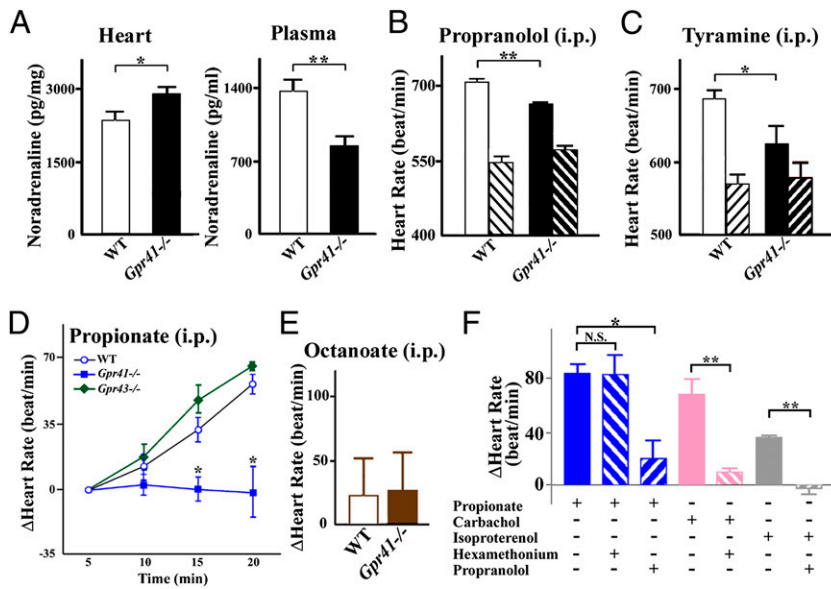 A
Heart
Plasma
Noradrenaline (pg/mg)
3000
1500
0
*
WT
Gpr41-/-
Noradrenaline (pg/ml)
1400
700
0
**
WT
Gpr41-/-
B
Propranolol (i.p.)
Heart Rate (beat/min)
700
550
400
**
WT
Gpr41-/-
C
Tyramine (i.p.)
Heart Rate (beat/min)
700
600
500
*
WT
Gpr41-/-
D
Propionate (i.p.)
WT
Gpr41-/-
Gpr43-/-
ΔHeart Rate (beat/min)
70
35
0
-35
*
*
5 10 15 20
Time (min)
E
Octanoate (i.p.)
ΔHeart Rate (beat/min)
100
50
0
WT
Gpr41-/-
F
ΔHeart Rate
(beat/min)
80
40
0
N.S.
*
**
**
Propionate + + + - - - -
Carbachol - - - + + - -
Isoproterenol - - - - - + +
Hexamethonium - + - - + - -
Propranolol - - + - - - +